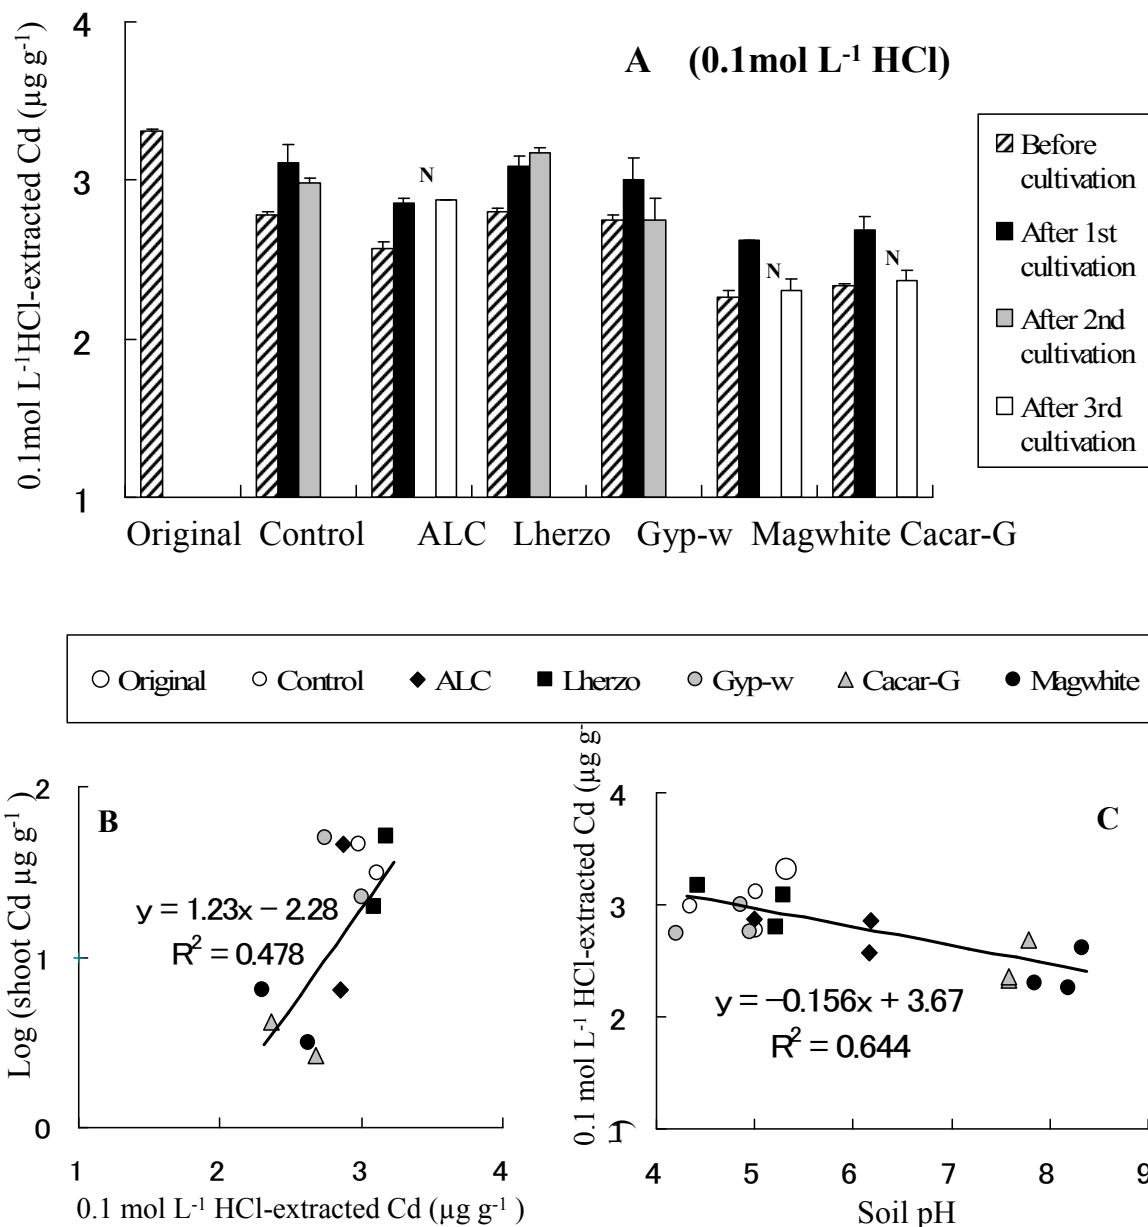 4
3
2
1
0.1mol L⁻¹HCl-extracted Cd (µg g⁻¹)
A (0.1mol L⁻¹ HCl)
N
N
N
Before
cultivation
After 1st
cultivation
After 2nd
cultivation
After 3rd
cultivation
Original Control ALC Lherzo Gyp-w Magwhite Cacar-G
Original Control ALC Lherzo Gyp-w Cacar-G Magwhite
Log (shoot Cd µg g⁻¹)
2
1
0
B
y = 1.23x − 2.28
R² = 0.478
1 2 3 4
0.1 mol L⁻¹ HCl-extracted Cd (µg g⁻¹ )
0.1 mol L⁻¹ HCl-extracted Cd (µg g⁻
4
3
2
1
C
y = −0.156x + 3.67
R² = 0.644
4 5 6 7 8 9
Soil pH